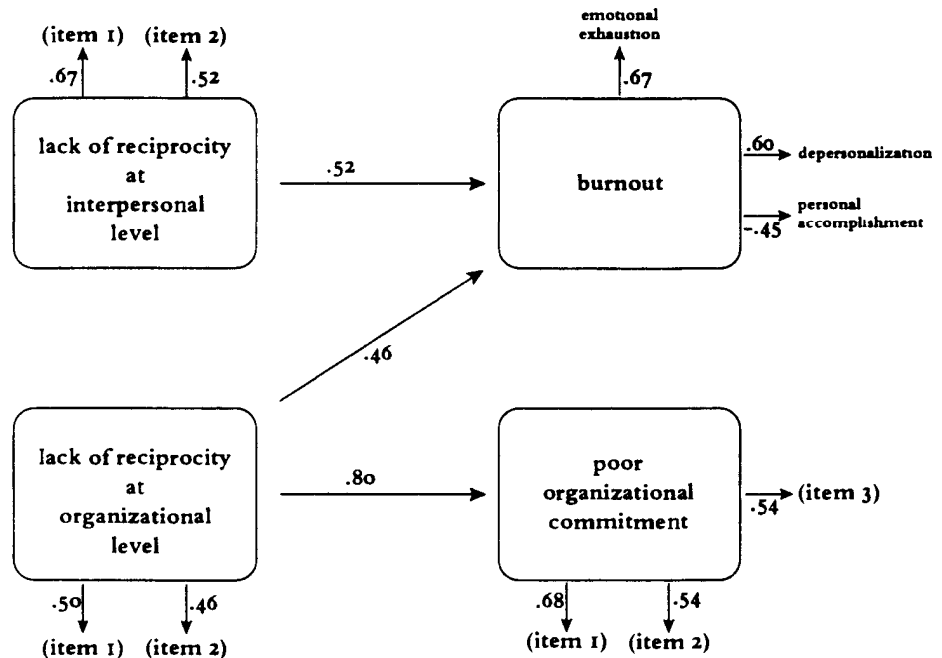 (item 1) (item 2)
.67
.52
lack of reciprocity
at
interpersonal
level
.52
emotional
exhaustion
.67
burnout
.60
depersonalization
personal
accomplishment
-.45
.46
lack of reciprocity
at
organizational
level
.80
poor
organizational
commitment
.54
(item 3)
.50
.46
(item 1) (item 2)
.68
.54
(item 1) (item 2)